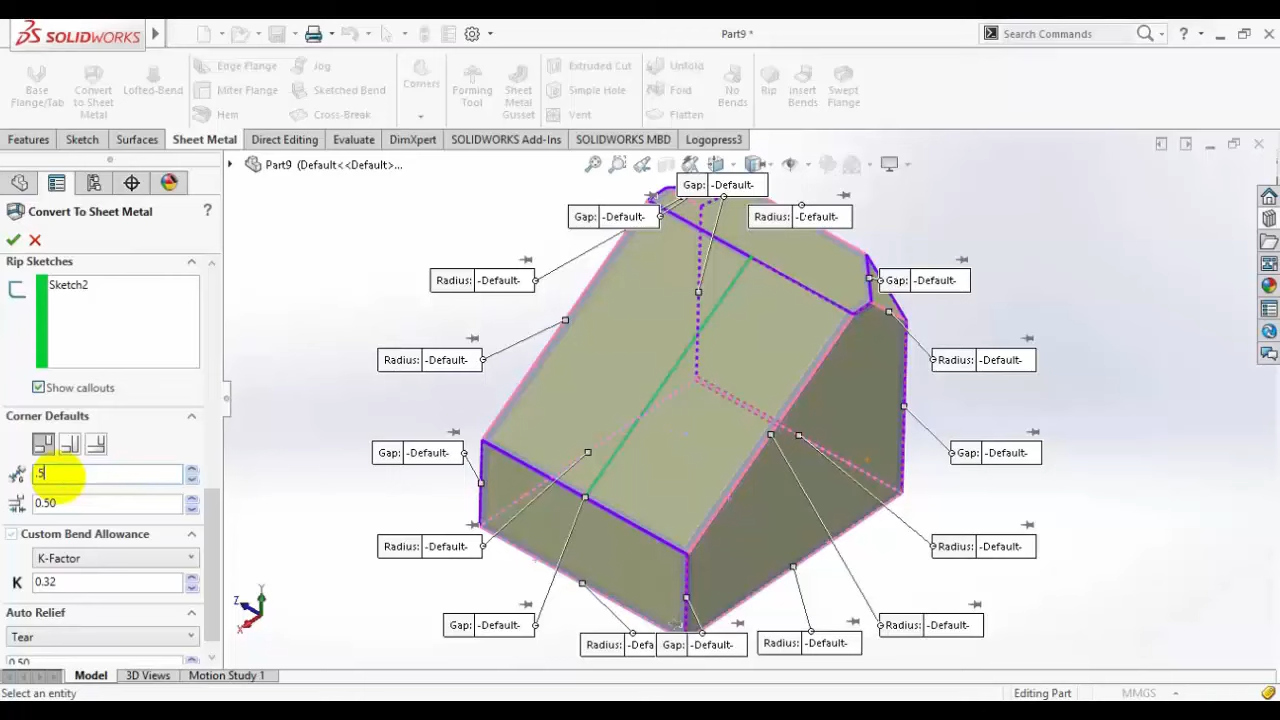 SOLIDWORKS
Part9 *
Search Commands
?
Base Flange/Tab
Convert to Sheet Metal
Lofted-Bend
Edge Flange
Miter Flange
Hem
Jog
Sketched Bend
Cross-Break
Corners
Forming Tool
Sheet Metal Gusset
Extruded Cut
Simple Hole
Vent
Unfold
Fold
Flatten
No Bends
Rip
Insert Bends
Swept Flange
Features
Sketch
Surfaces
Sheet Metal
Direct Editing
Evaluate
DimXpert
SOLIDWORKS Add-Ins
SOLIDWORKS MBD
Logopress3
Part9 (Default<<Default>...
Convert To Sheet Metal
?
Rip Sketches
Sketch2
Show callouts
Corner Defaults
.5
0.50
Custom Bend Allowance
K-Factor
K
0.32
Auto Relief
Tear
0.50
Gap: -Default-
Gap: -Default-
Radius: -Default-
Radius: -Default-
Gap: -Default-
Radius: -Default-
Radius: -Default-
Gap: -Default-
Gap: -Default-
Radius: -Default-
Radius: -Default-
Gap: -Default-
Radius: -Default-
Radius: -Defa
Gap: -Default-
Radius: -Default-
Y
Z
X
Model
3D Views
Motion Study 1
Select an entity
Editing Part
MMGS